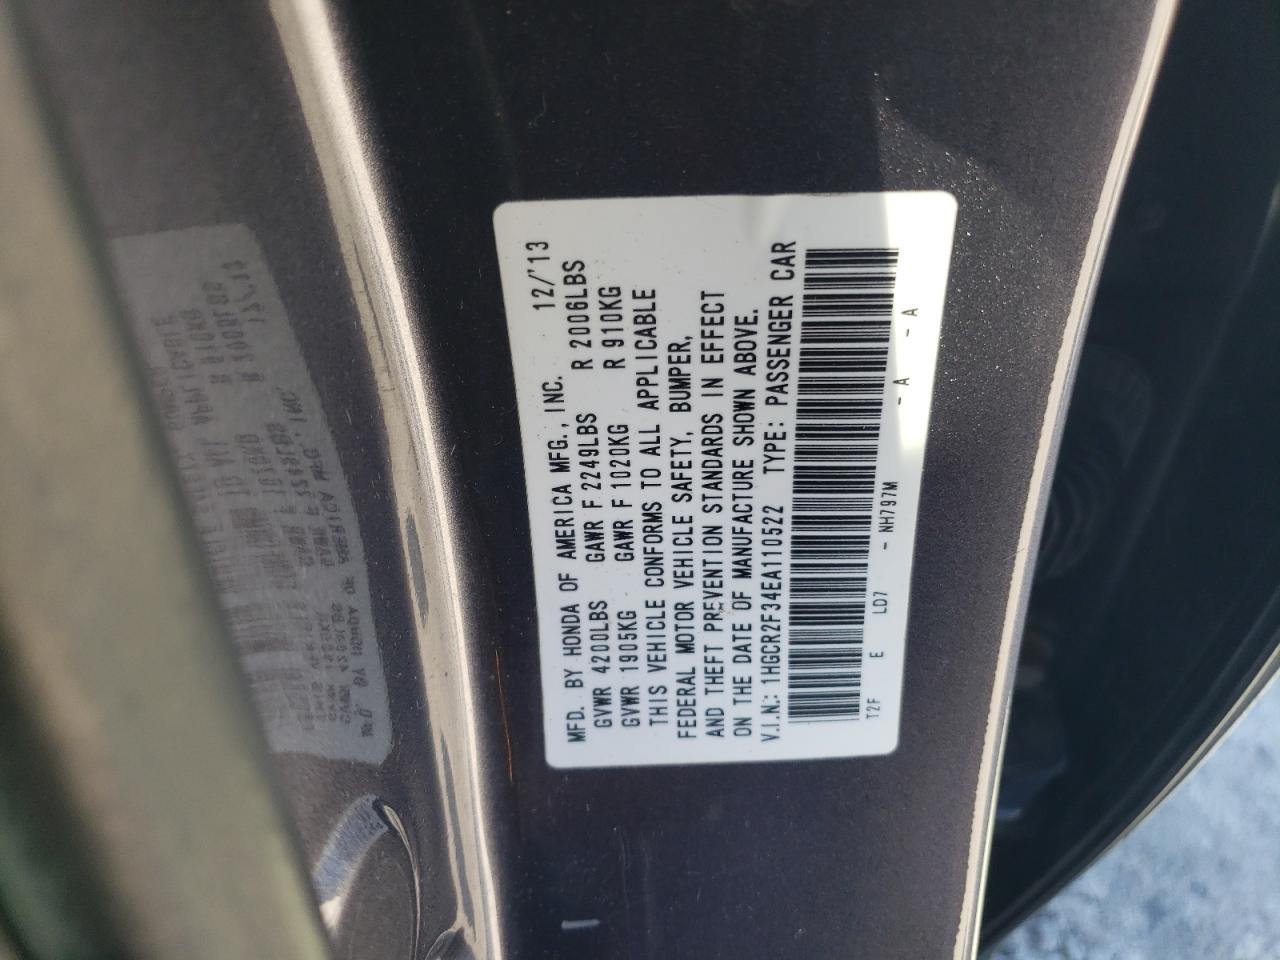 MFD. BY HONDA OF AMERICA MFG., INC. 12/'13
GVWR 4200LBS GAWR F 2249LBS R 2006LBS
GVWR 1905KG GAWR F 1020KG R 910KG
THIS VEHICLE CONFORMS TO ALL APPLICABLE
FEDERAL MOTOR VEHICLE SAFETY, BUMPER,
AND THEFT PREVENTION STANDARDS IN EFFECT
ON THE DATE OF MANUFACTURE SHOWN ABOVE.
V.I.N.: 1HGCR2F34EA110522 TYPE: PASSENGER CAR
T2F E LD7 - NH797M - A - A